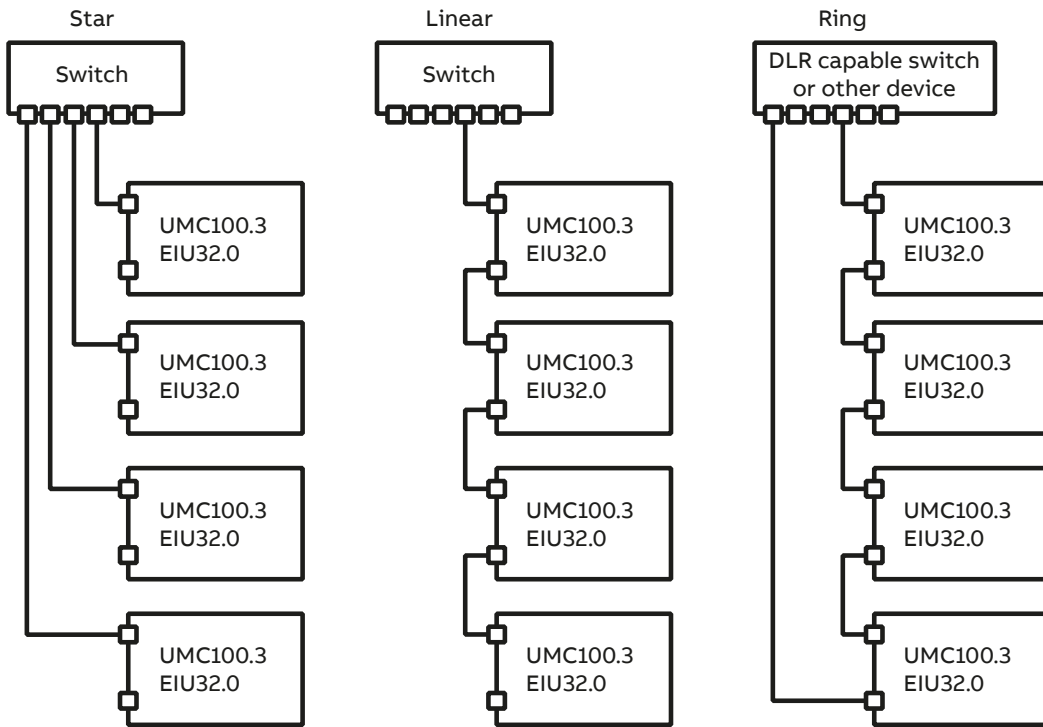 Star
Switch
UMC100.3
EIU32.0
UMC100.3
EIU32.0
UMC100.3
EIU32.0
UMC100.3
EIU32.0
Linear
Switch
UMC100.3
EIU32.0
UMC100.3
EIU32.0
UMC100.3
EIU32.0
UMC100.3
EIU32.0
Ring
DLR capable switch
or other device
UMC100.3
EIU32.0
UMC100.3
EIU32.0
UMC100.3
EIU32.0
UMC100.3
EIU32.0